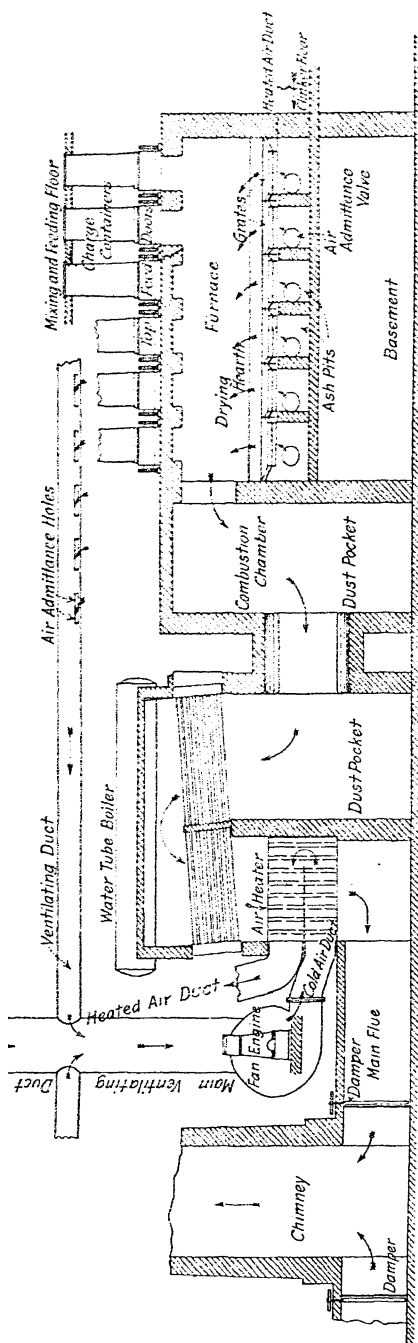 Mixing and Feeding Floor
Charge
Containers
Air Admittance Holes
Ventilating Duct
Main Ventilating Duct
Top Feed Doors
Heated Air Duct
Clinker Floor
Furnace
Grates
Drying
Hearth
Air
Admittance
Valve
Ash Pits
Basement
Combustion
Chamber
Dust Pocket
Water Tube Boiler
Dust Pocket
Air Heater
Heated Air Duct
Cold Air Duct
Fan Engine
Damper
Main Flue
Chimney
Damper